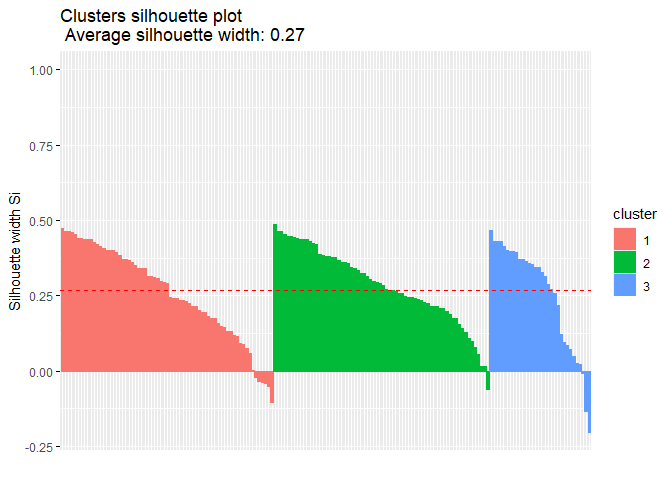 Clusters silhouette plot
Average silhouette width: 0.27
1.00
0.75
0.50
0.25
0.00
-0.25
Silhouette width Si
cluster
1
2
3